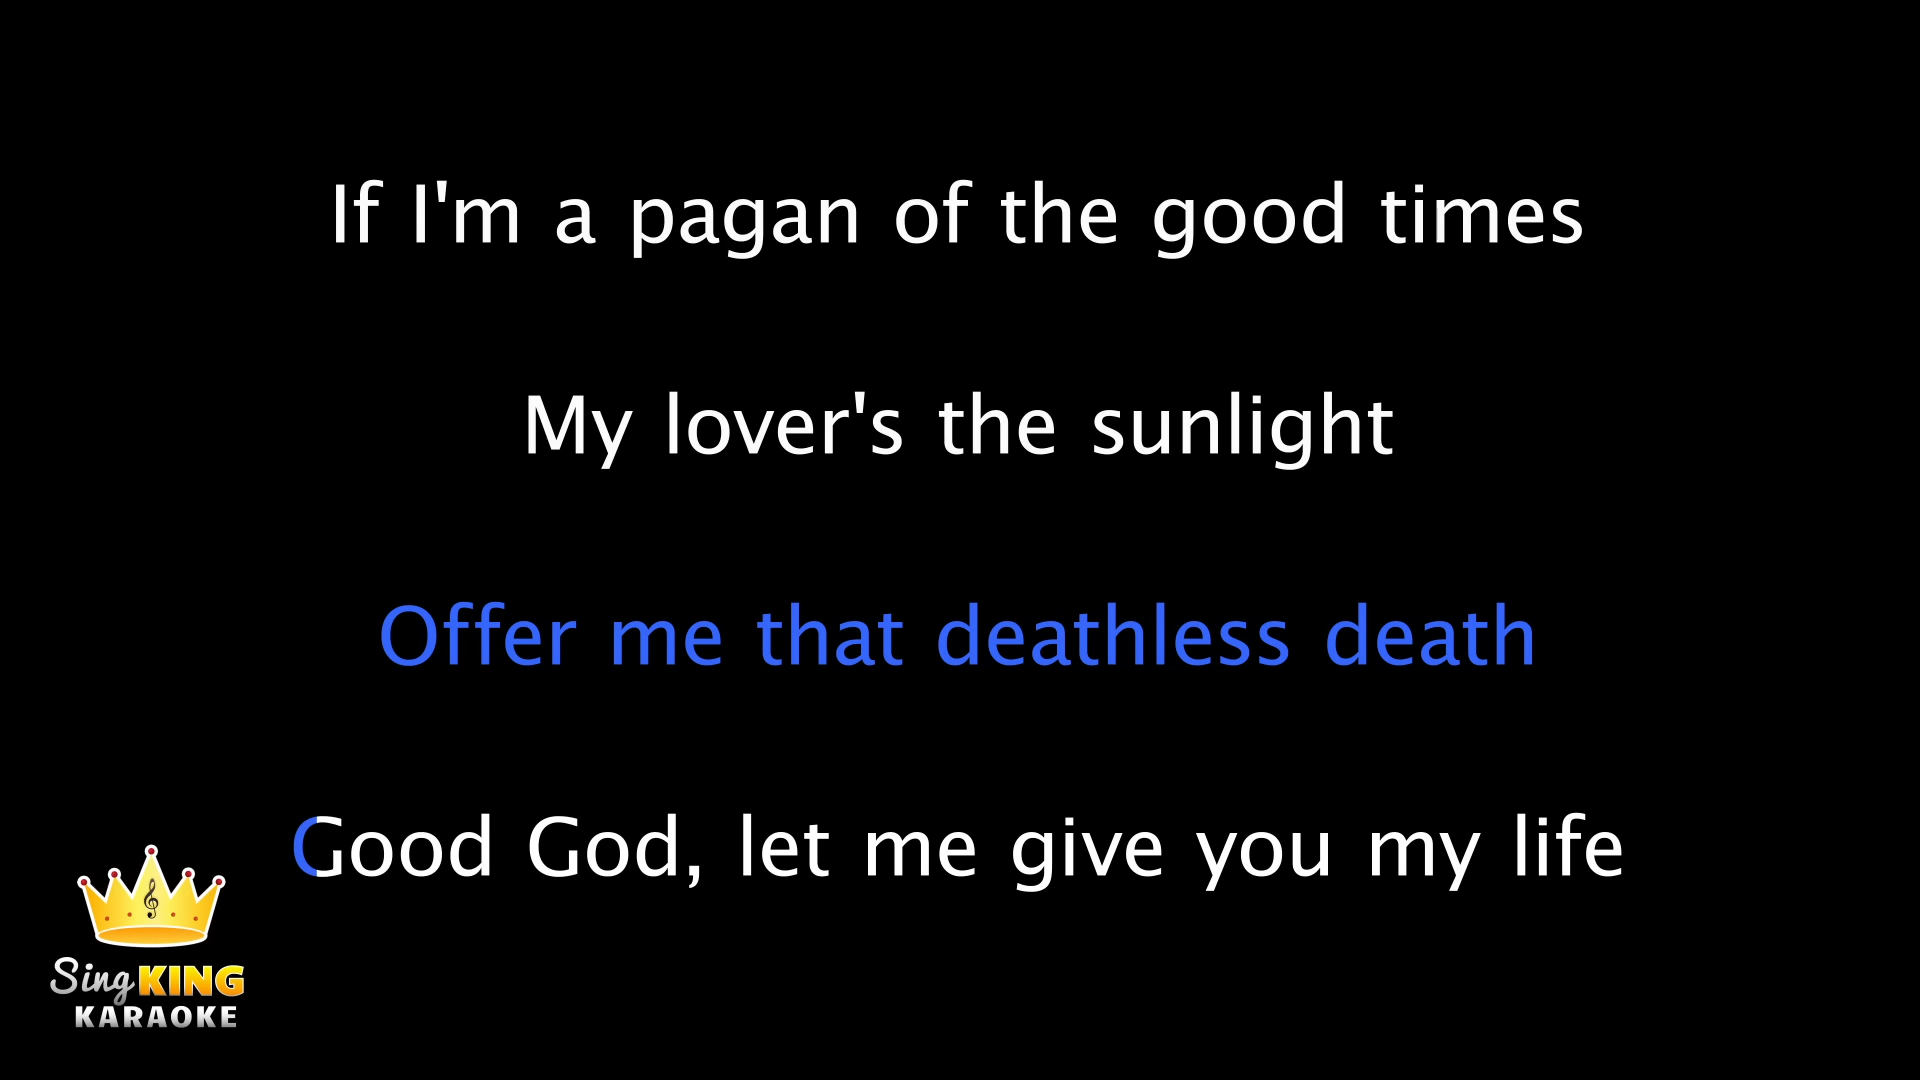 If I'm a pagan of the good times
My lover's the sunlight
Offer me that deathless death
Good God, let me give you my life
Sing KING
KARAOKE